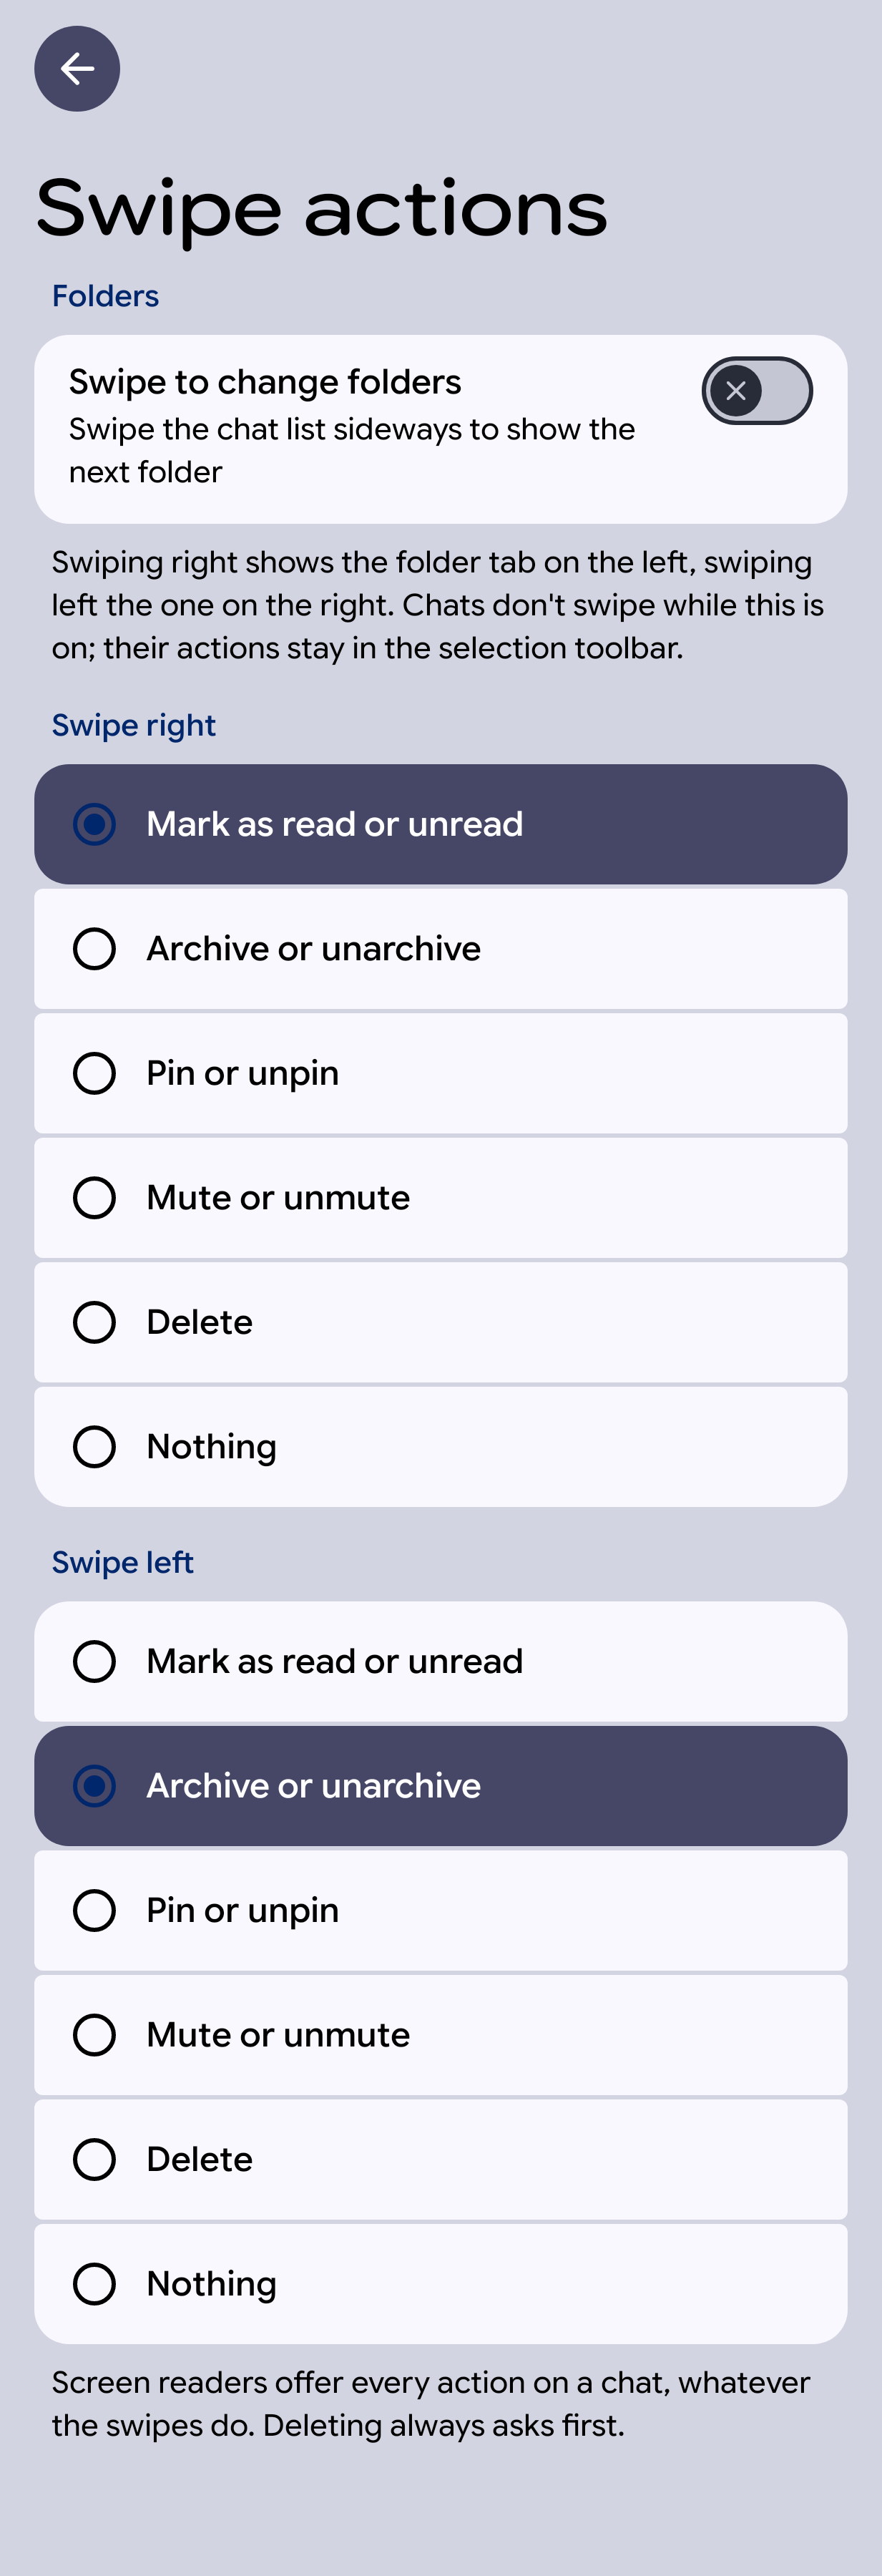 Swipe actions
Folders
Swipe to change folders
Swipe the chat list sideways to show the
next folder
Swiping right shows the folder tab on the left, swiping
left the one on the right. Chats don't swipe while this is
on; their actions stay in the selection toolbar.
Swipe right
Mark as read or unread
Archive or unarchive
Pin or unpin
Mute or unmute
Delete
Nothing
Swipe left
Mark as read or unread
Archive or unarchive
Pin or unpin
Mute or unmute
Delete
Nothing
Screen readers offer every action on a chat, whatever
the swipes do. Deleting always asks first.